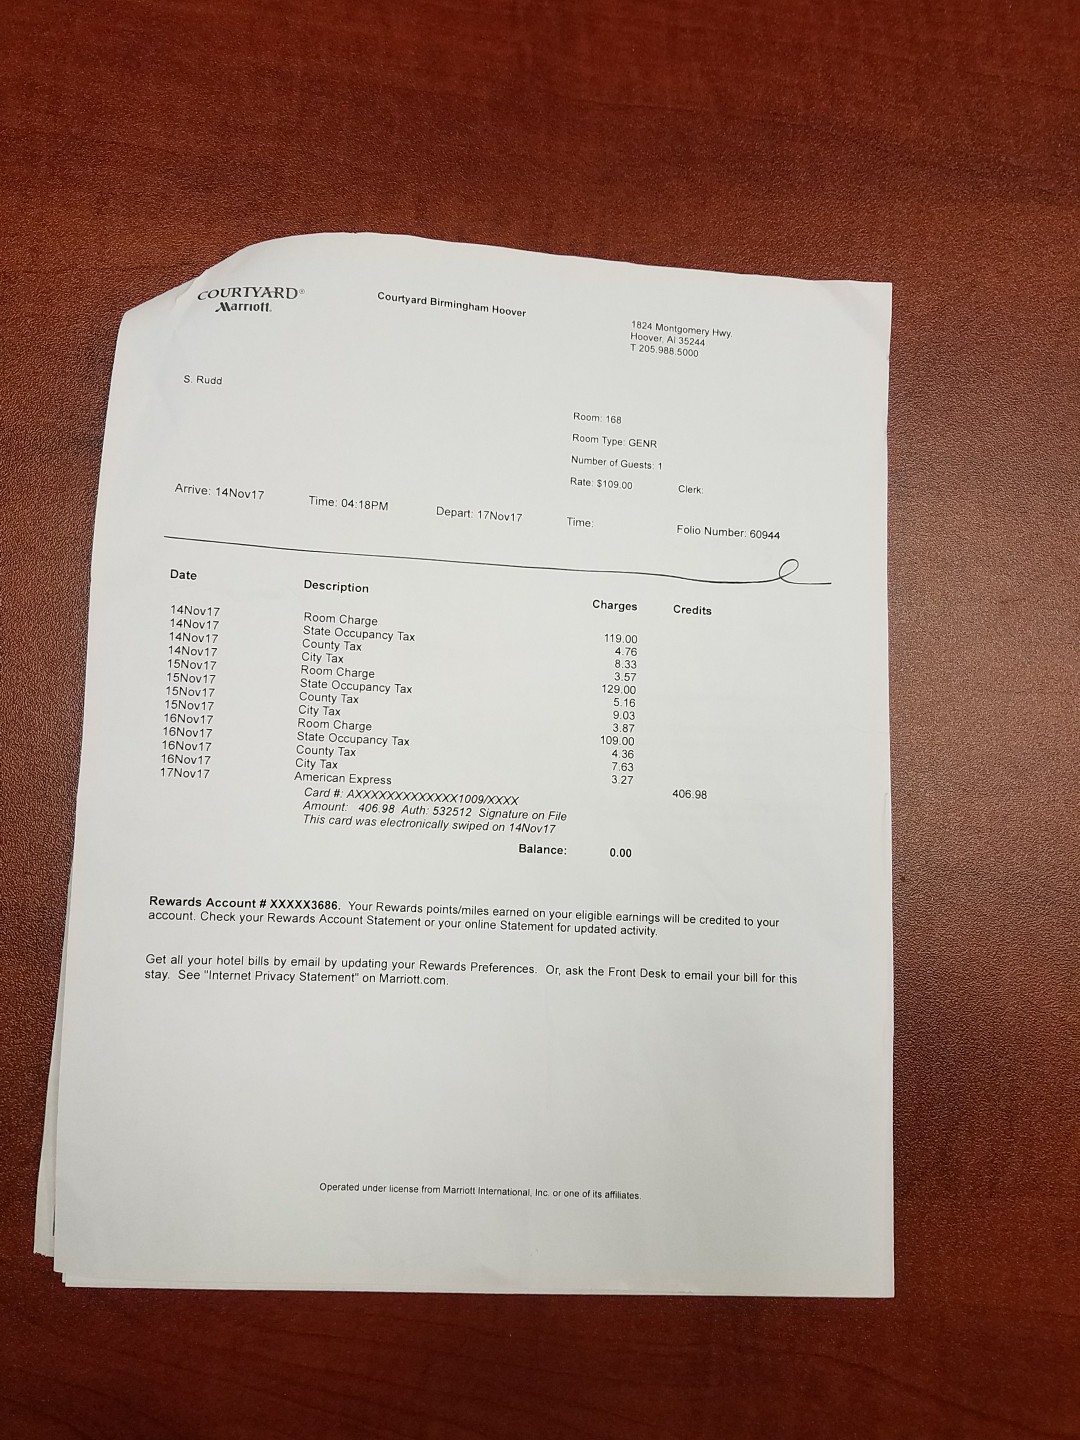 COURTYARD®
Marriott.
Courtyard Birmingham Hoover
1824 Montgomery Hwy.
Hoover, Al 35244
T 205.988.5000
S. Rudd
Room: 168
Room Type: GENR
Number of Guests: 1
Rate: $109.00 Clerk:
Arrive: 14Nov17 Time: 04:18PM Depart: 17Nov17 Time: Folio Number: 60944
Date Description Charges Credits
14Nov17 Room Charge 119.00
14Nov17 State Occupancy Tax 4.76
14Nov17 County Tax 8.33
14Nov17 City Tax 3.57
15Nov17 Room Charge 129.00
15Nov17 State Occupancy Tax 5.16
15Nov17 County Tax 9.03
15Nov17 City Tax 3.87
16Nov17 Room Charge 109.00
16Nov17 State Occupancy Tax 4.36
16Nov17 County Tax 7.63
16Nov17 City Tax 3.27
17Nov17 American Express 406.98
Card #: AXXXXXXXXXXXXX1009/XXXX
Amount: 406.98 Auth: 532512 Signature on File
This card was electronically swiped on 14Nov17
Balance: 0.00
Rewards Account # XXXXX3686. Your Rewards points/miles earned on your eligible earnings will be credited to your
account. Check your Rewards Account Statement or your online Statement for updated activity.
Get all your hotel bills by email by updating your Rewards Preferences. Or, ask the Front Desk to email your bill for this
stay. See "Internet Privacy Statement" on Marriott.com.
Operated under license from Marriott International, Inc. or one of its affiliates.